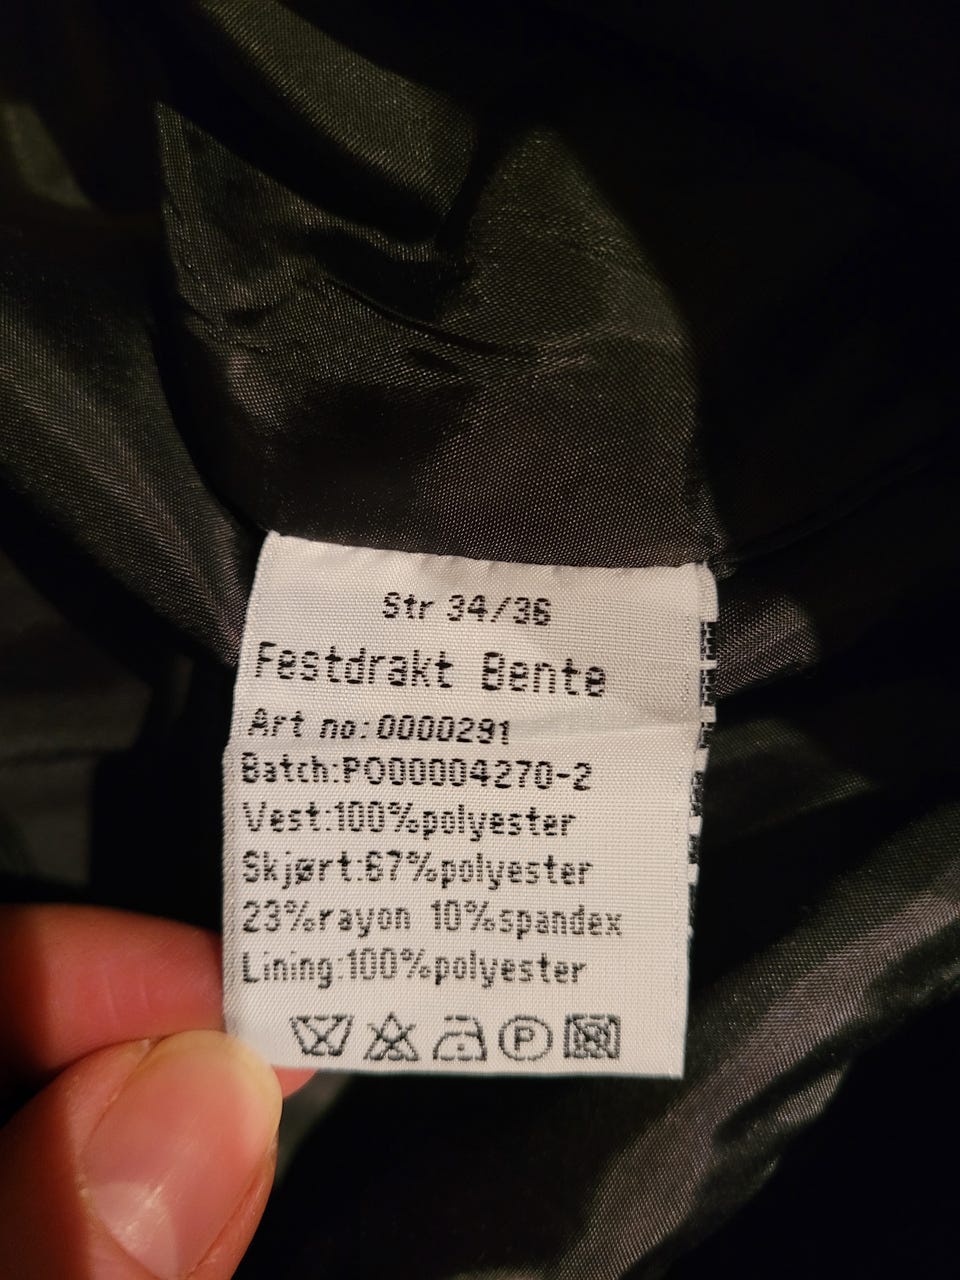 Str 34/36
Festdrakt Bente
Art no:0000291
Batch:PO00004270-2
Vest:100%polyester
Skjørt:67%polyester
23%rayon 10%spandex
Lining:100%polyester
P